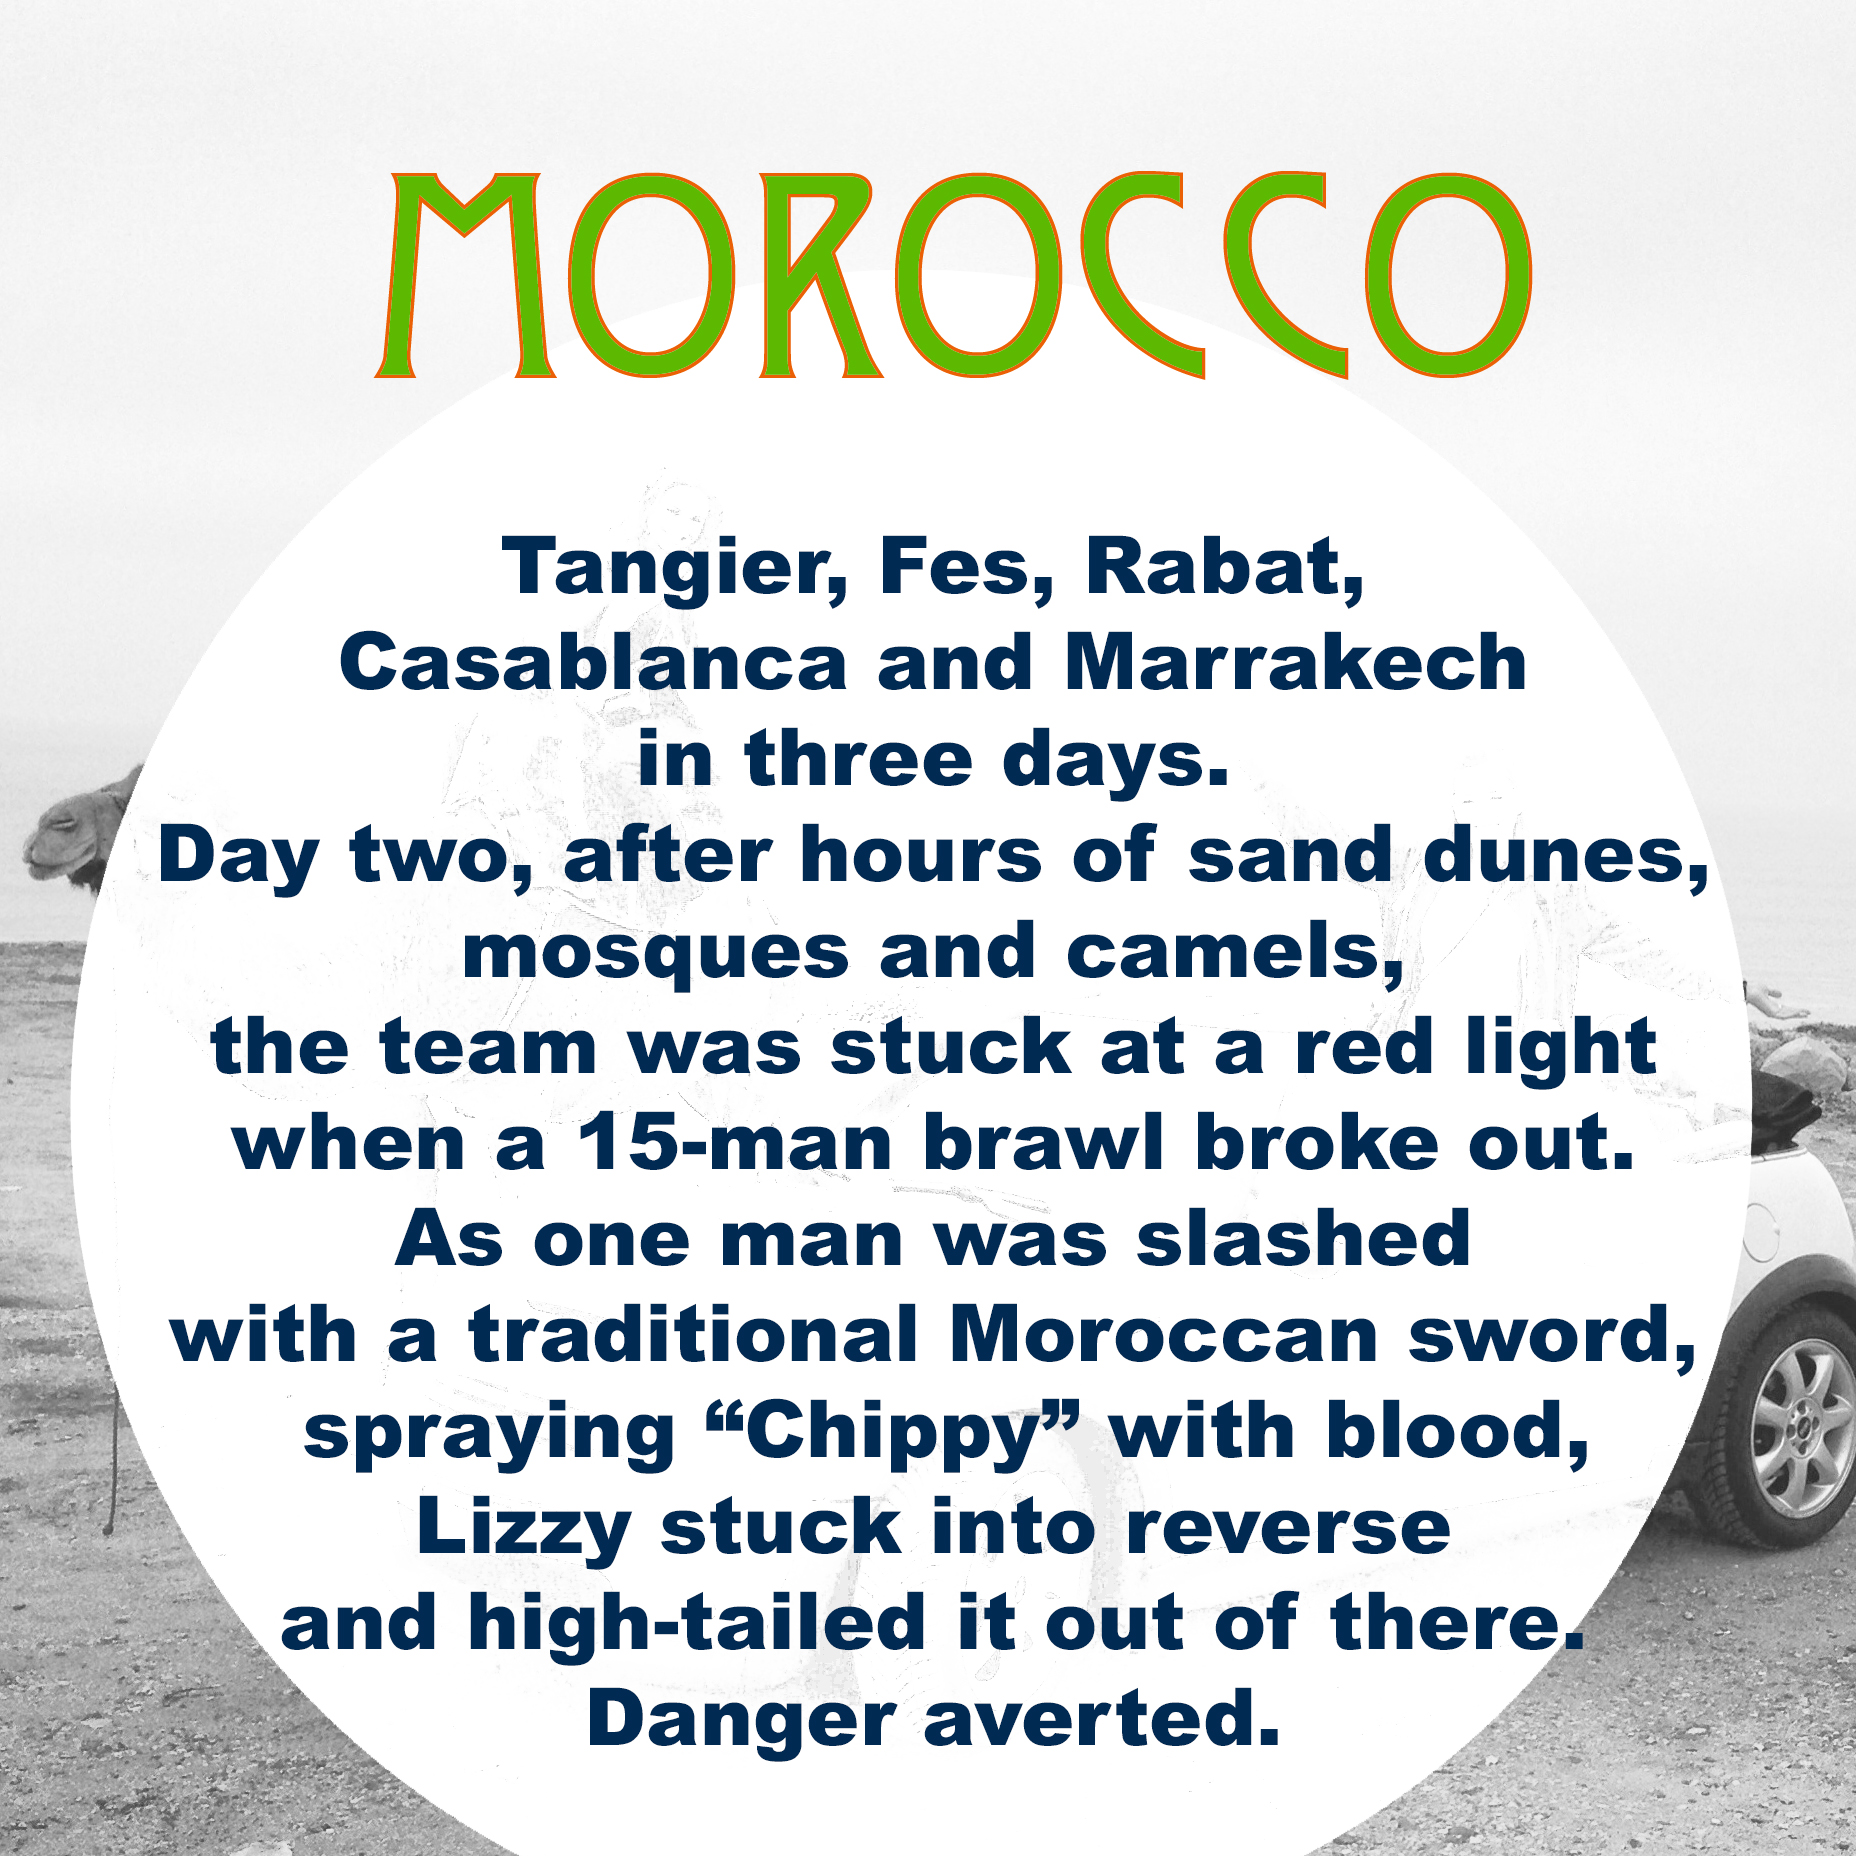 MOROCCO
Tangier, Fes, Rabat,
Casablanca and Marrakech
in three days.
Day two, after hours of sand dunes,
mosques and camels,
the team was stuck at a red light
when a 15-man brawl broke out.
As one man was slashed
with a traditional Moroccan sword,
spraying “Chippy” with blood,
Lizzy stuck into reverse
and high-tailed it out of there.
Danger averted.